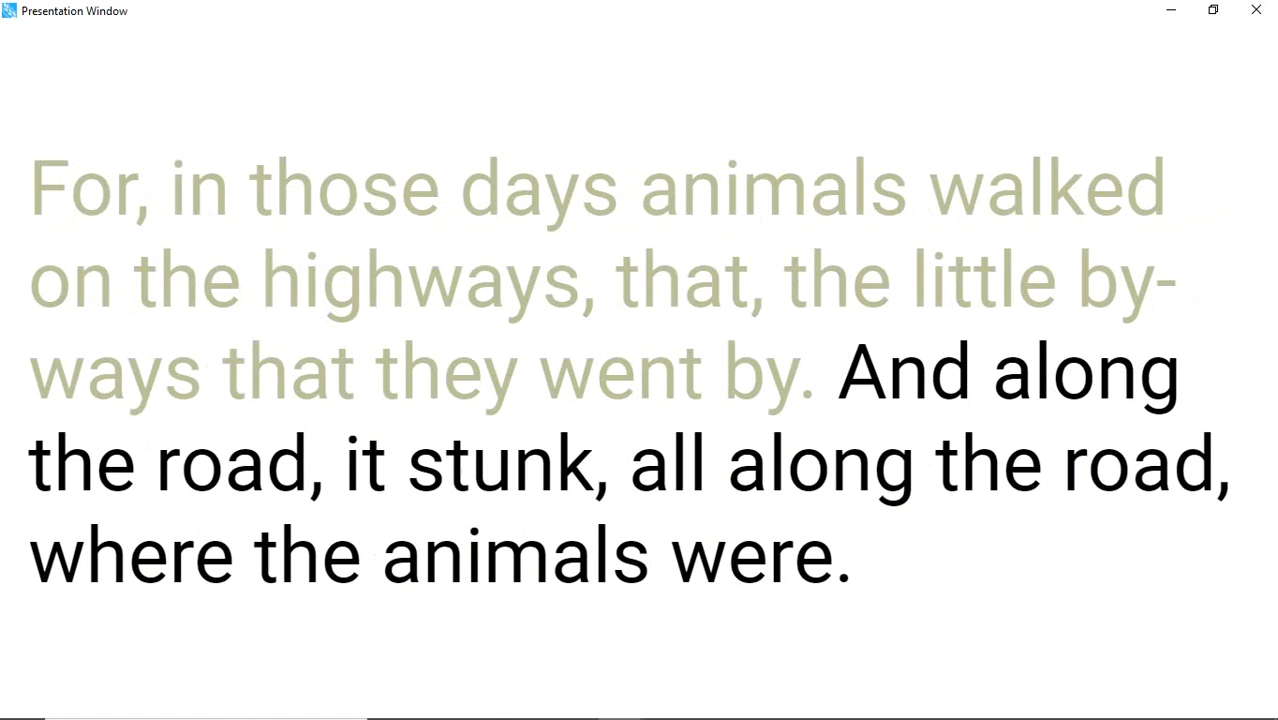 Presentation Window
For, in those days animals walked
on the highways, that, the little by-
ways that they went by. And along
the road, it stunk, all along the road,
where the animals were.